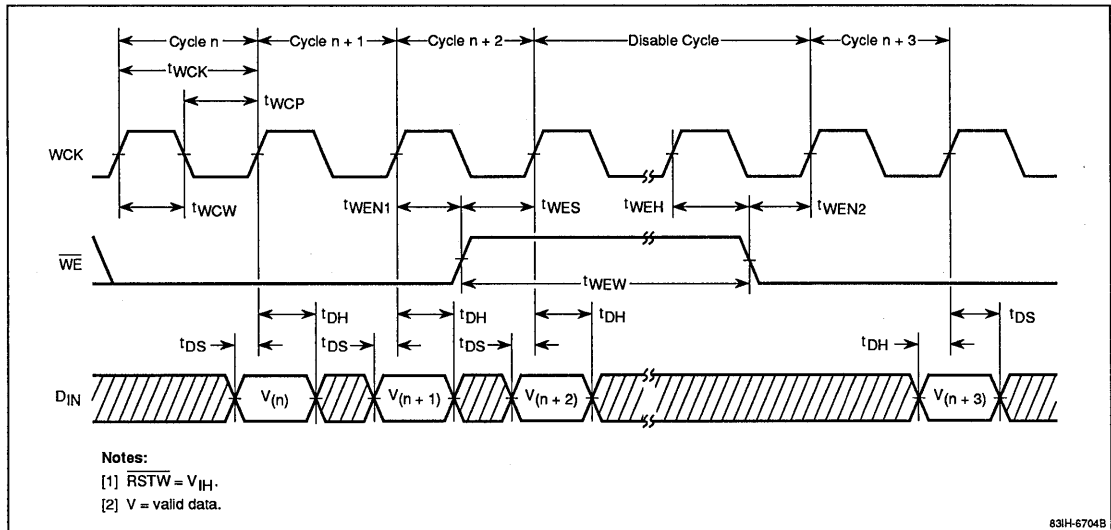 Cycle n Cycle n + 1 Cycle n + 2 Disable Cycle Cycle n + 3
tWCK
tWCP
WCK
tWCW tWEN1 tWES tWEH tWEN2
WE
tWEW
tDH tDH tDH tDS
tDS tDS tDS tDH
DIN V(n) V(n + 1) V(n + 2) V(n + 3)
Notes:
[1] RSTW = VIH.
[2] V = valid data.
83IH-6704B